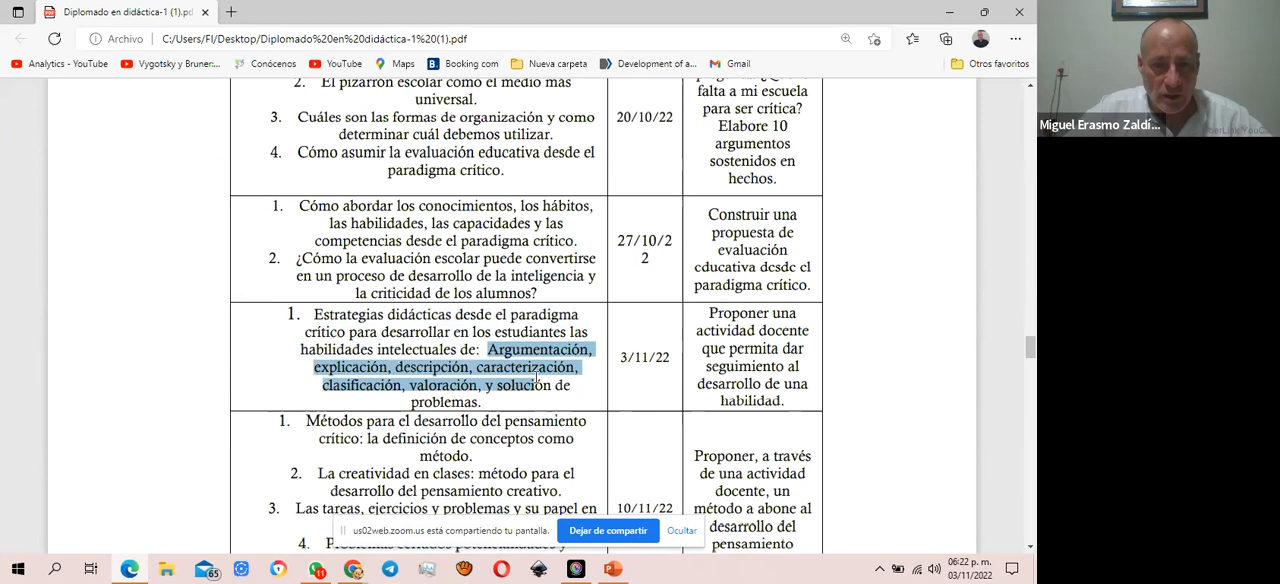 Diplomado en didáctica-1 (1).pd
Archivo
C:/Users/FI/Desktop/Diplomado%20en%20didáctica-1%20(1).pdf
Analytics - YouTube
Vygotsky y Bruner:...
Conócenos
YouTube
Maps
Booking com
Nueva carpeta
Development of a...
Gmail
Otros favoritos
2. El pizarrón escolar como el medio más
universal.
3. Cuáles son las formas de organización y como
determinar cuál debemos utilizar.
4. Cómo asumir la evaluación educativa desde el
paradigma crítico.
20/10/22
falta a mi escuela
para ser crítica?
Elabore 10
argumentos
sostenidos en
hechos.
1. Cómo abordar los conocimientos, los hábitos,
las habilidades, las capacidades y las
competencias desde el paradigma crítico.
2. ¿Cómo la evaluación escolar puede convertirse
en un proceso de desarrollo de la inteligencia y
la criticidad de los alumnos?
27/10/2
2
Construir una
propuesta de
evaluación
educativa desde el
paradigma crítico.
1. Estrategias didácticas desde el paradigma
crítico para desarrollar en los estudiantes las
habilidades intelectuales de: Argumentación,
explicación, descripción, caracterización,
clasificación, valoración, y solución de
problemas.
3/11/22
Proponer una
actividad docente
que permita dar
seguimiento al
desarrollo de una
habilidad.
1. Métodos para el desarrollo del pensamiento
crítico: la definición de conceptos como
método.
2. La creatividad en clases: método para el
desarrollo del pensamiento creativo.
3. Las tareas, ejercicios y problemas y su papel en
4.
10/11/22
Proponer, a través
de una actividad
docente, un
método a abone al
desarrollo del
pensamiento
us02web.zoom.us está compartiendo tu pantalla.
Dejar de compartir
Ocultar
Miguel Erasmo Zaldí...
65
11
06:22 p. m.
03/11/2022